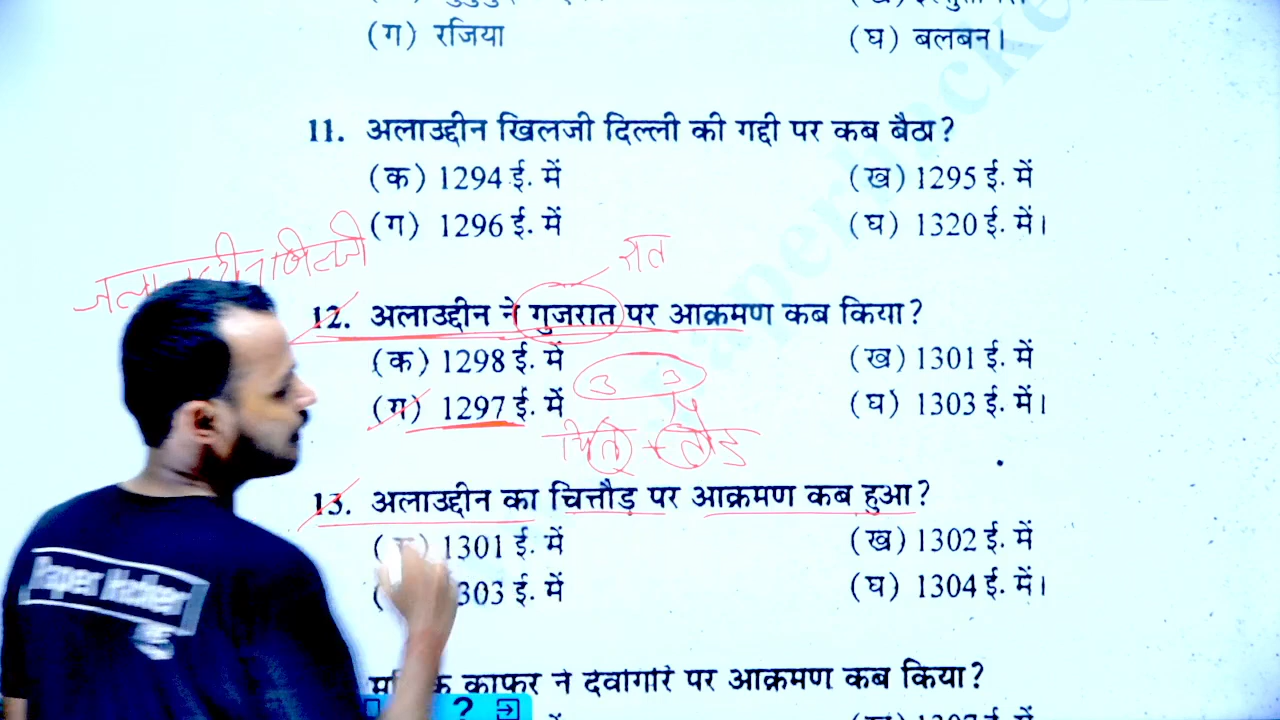 (ग) रजिया (घ) बलबन।
11. अलाउद्दीन खिलजी दिल्ली की गद्दी पर कब बैठा?
(क) 1294 ई. में (ख) 1295 ई. में
(ग) 1296 ई. में (घ) 1320 ई. में।
रात
12. अलाउद्दीन ने गुजरात पर आक्रमण कब किया?
(क) 1298 ई. में (ख) 1301 ई. में
3 3
(ग) 1297 ई. में (घ) 1303 ई. में।
13. अलाउद्दीन का चित्तौड़ पर आक्रमण कब हुआ?
1301 ई. में (ख) 1302 ई. में
303 ई. में (घ) 1304 ई. में।
पर आक्रमण कब किया?
?